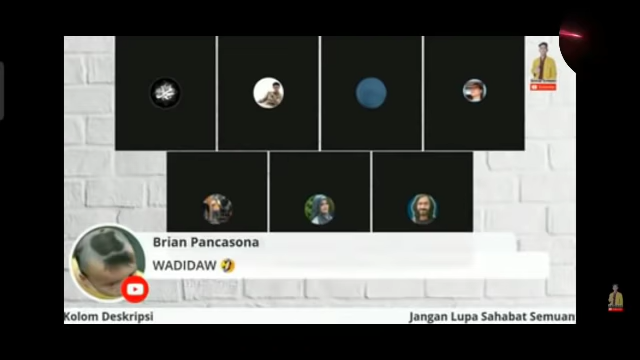 Brian Pancasona
WADIDAW 🤣
Kolom Deskripsi
Jangan Lupa Sahabat Semuan